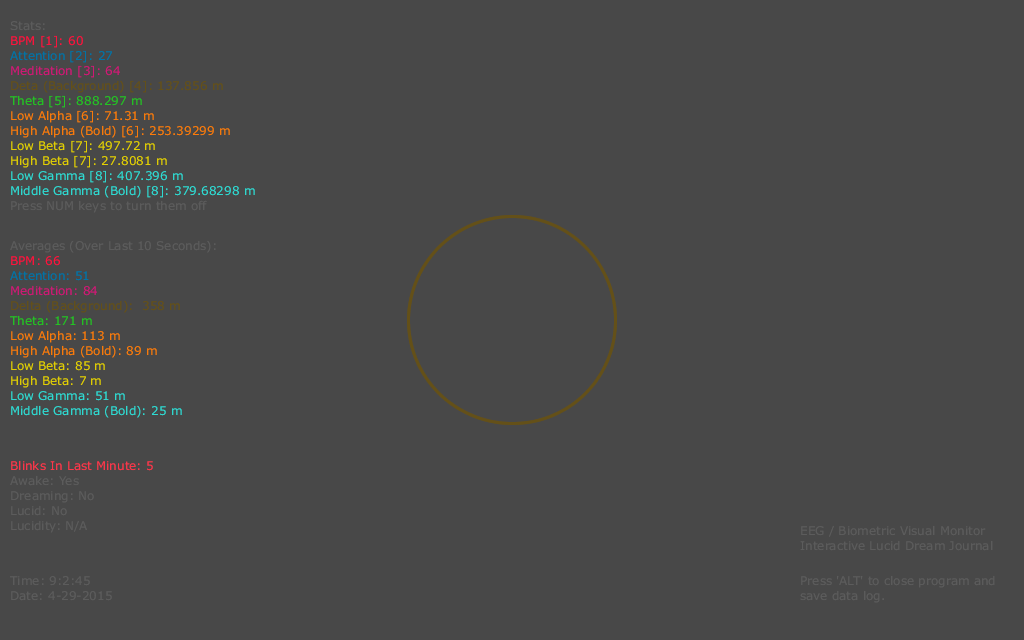 Stats:
BPM [1]: 60
Attention [2]: 27
Meditation [3]: 64
Delta (Background) [4]: 137.856 m
Theta [5]: 888.297 m
Low Alpha [6]: 71.31 m
High Alpha (Bold) [6]: 253.39299 m
Low Beta [7]: 497.72 m
High Beta [7]: 27.8081 m
Low Gamma [8]: 407.396 m
Middle Gamma (Bold) [8]: 379.68298 m
Press NUM keys to turn them off
Averages (Over Last 10 Seconds):
BPM: 66
Attention: 51
Meditation: 84
Delta (Background): 358 m
Theta: 171 m
Low Alpha: 113 m
High Alpha (Bold): 89 m
Low Beta: 85 m
High Beta: 7 m
Low Gamma: 51 m
Middle Gamma (Bold): 25 m
Blinks In Last Minute: 5
Awake: Yes
Dreaming: No
Lucid: No
Lucidity: N/A
Time: 9:2:45
Date: 4-29-2015
EEG / Biometric Visual Monitor
Interactive Lucid Dream Journal
Press 'ALT' to close program and
save data log.